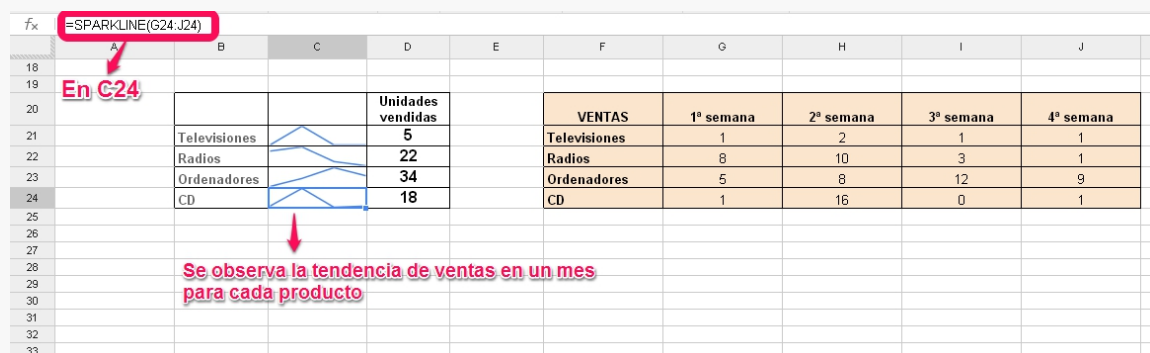 fx =SPARKLINE(G24:J24)
A B C D E F G H I J
18
19
En C24
20 Unidades vendidas VENTAS 1ª semana 2ª semana 3ª semana 4ª semana
21 Televisiones 5 Televisiones 1 2 1 1
22 Radios 22 Radios 8 10 3 1
23 Ordenadores 34 Ordenadores 5 8 12 9
24 CD 18 CD 1 16 0 1
25
26
27
28
Se observa la tendencia de ventas en un mes
29
para cada producto
30
31
32
33